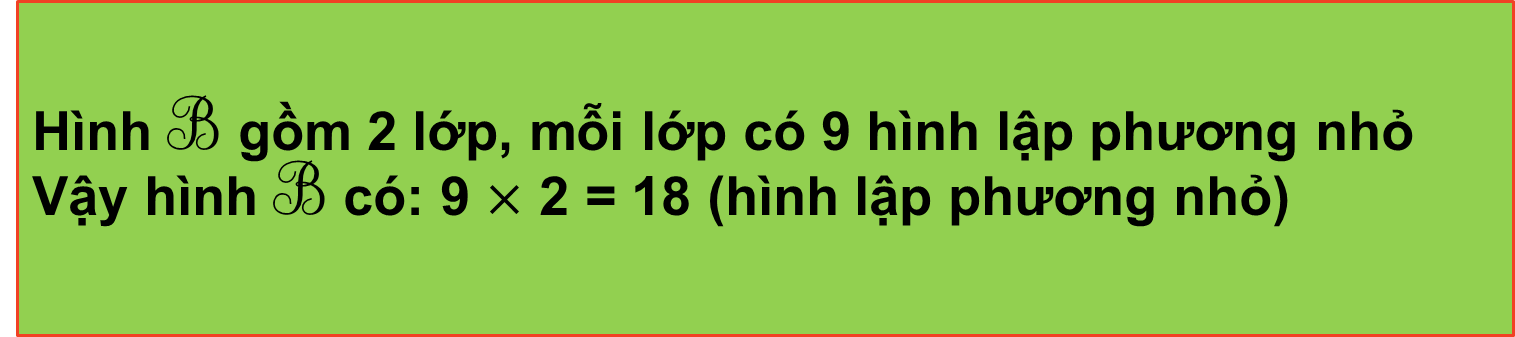 Hình ℬ gồm 2 lớp, mỗi lớp có 9 hình lập phương nhỏ
Vậy hình ℬ có: 9 × 2 = 18 (hình lập phương nhỏ)